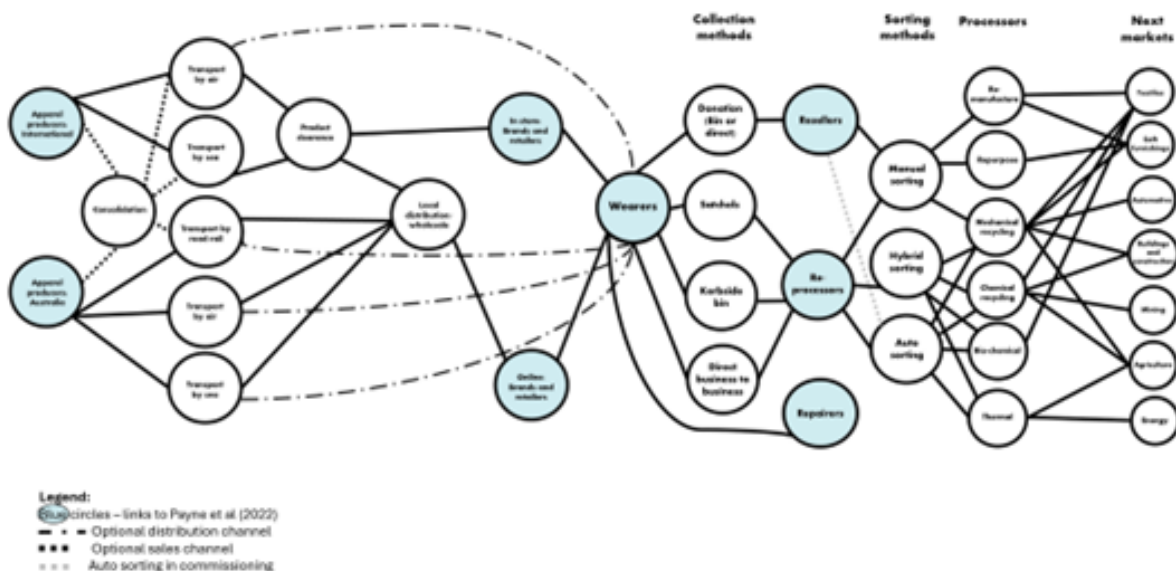 Collection
methods
Sorting
methods
Processors
Next
markets
Apparel
producers
International
Transport
by air
Transport
by sea
Product
clearance
Consolidation
Transport by
road-rail
Local
distribution-
wholesale
Apparel
producers
Australia
Transport
by air
Transport
by sea
In-store
Brands and
retailers
Online
Brands and
retailers
Wearers
Donation
(Bin or
direct)
Satchels
Kerbside
bin
Direct
business to
business
Resellers
Re-
processors
Repairers
Manual
sorting
Hybrid
sorting
Auto
sorting
Re-
manufacture
Repurpose
Mechanical
recycling
Chemical
recycling
Bio-chemical
Thermal
Textiles
Soft
furnishings
Automotive
Buildings and
construction
Mining
Agriculture
Energy
Legend:
Blue circles – links to Payne et al (2022)
Optional distribution channel
Optional sales channel
Auto sorting in commissioning